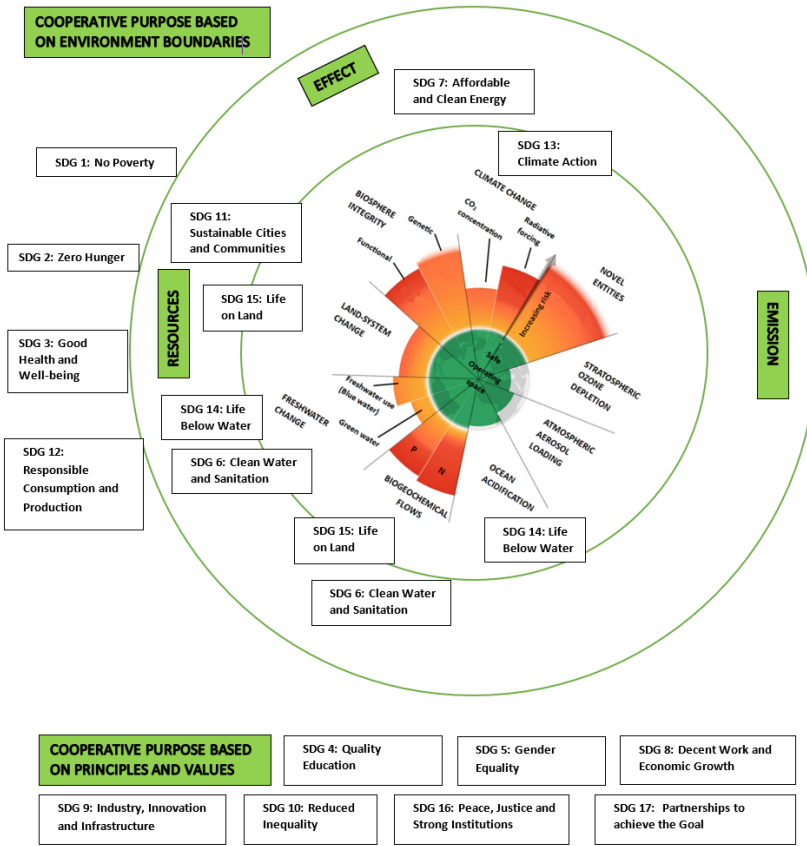 COOPERATIVE PURPOSE BASED
ON ENVIRONMENT BOUNDARIES
EFFECT
SDG 7: Affordable
and Clean Energy
SDG 13:
Climate Action
SDG 1: No Poverty
CLIMATE CHANGE
BIOSPHERE
INTEGRITY
Genetic
Functional
CO₂
concentration
Radiative
forcing
NOVEL
ENTITIES
Increasing risk
SDG 11:
Sustainable Cities
and Communities
SDG 2: Zero Hunger
RESOURCES
SDG 15: Life
on Land
EMISSION
LAND-SYSTEM
CHANGE
Safe
Operating
space
SDG 3: Good
Health and
Well-being
STRATOSPHERIC
OZONE
DEPLETION
Freshwater use
(Blue water)
FRESHWATER
CHANGE
Green water
SDG 14: Life
Below Water
ATMOSPHERIC
AEROSOL
LOADING
SDG 12:
Responsible
Consumption and
Production
SDG 6: Clean Water
and Sanitation
P
N
BIOGEOCHEMICAL
FLOWS
OCEAN
ACIDIFICATION
SDG 15: Life
on Land
SDG 14: Life
Below Water
SDG 6: Clean Water
and Sanitation
COOPERATIVE PURPOSE BASED
ON PRINCIPLES AND VALUES
SDG 4: Quality
Education
SDG 5: Gender
Equality
SDG 8: Decent Work and
Economic Growth
SDG 9: Industry, Innovation
and Infrastructure
SDG 10: Reduced
Inequality
SDG 16: Peace, Justice and
Strong Institutions
SDG 17: Partnerships to
achieve the Goal